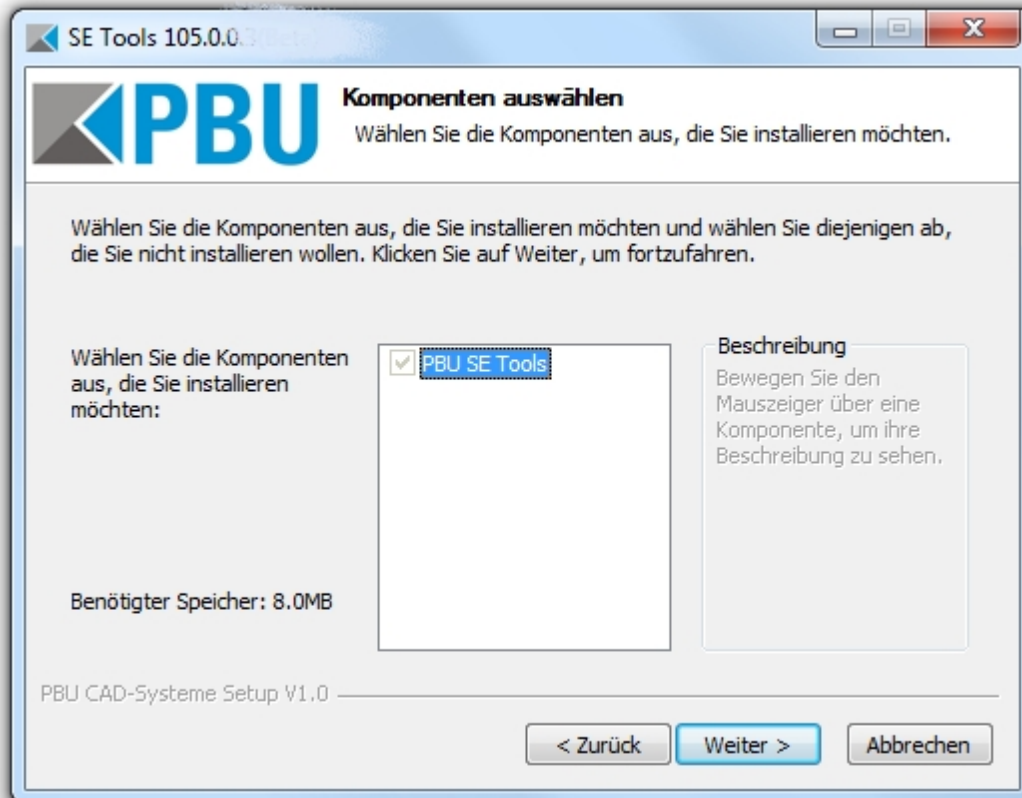 SE Tools 105.0.0.3
PBU
Komponenten auswählen
Wählen Sie die Komponenten aus, die Sie installieren möchten.
Wählen Sie die Komponenten aus, die Sie installieren möchten und wählen Sie diejenigen ab,
die Sie nicht installieren wollen. Klicken Sie auf Weiter, um fortzufahren.
Wählen Sie die Komponenten
aus, die Sie installieren
möchten:
PBU SE Tools
Beschreibung
Bewegen Sie den
Mauszeiger über eine
Komponente, um ihre
Beschreibung zu sehen.
Benötigter Speicher: 8.0MB
PBU CAD-Systeme Setup V1.0
< Zurück
Weiter >
Abbrechen